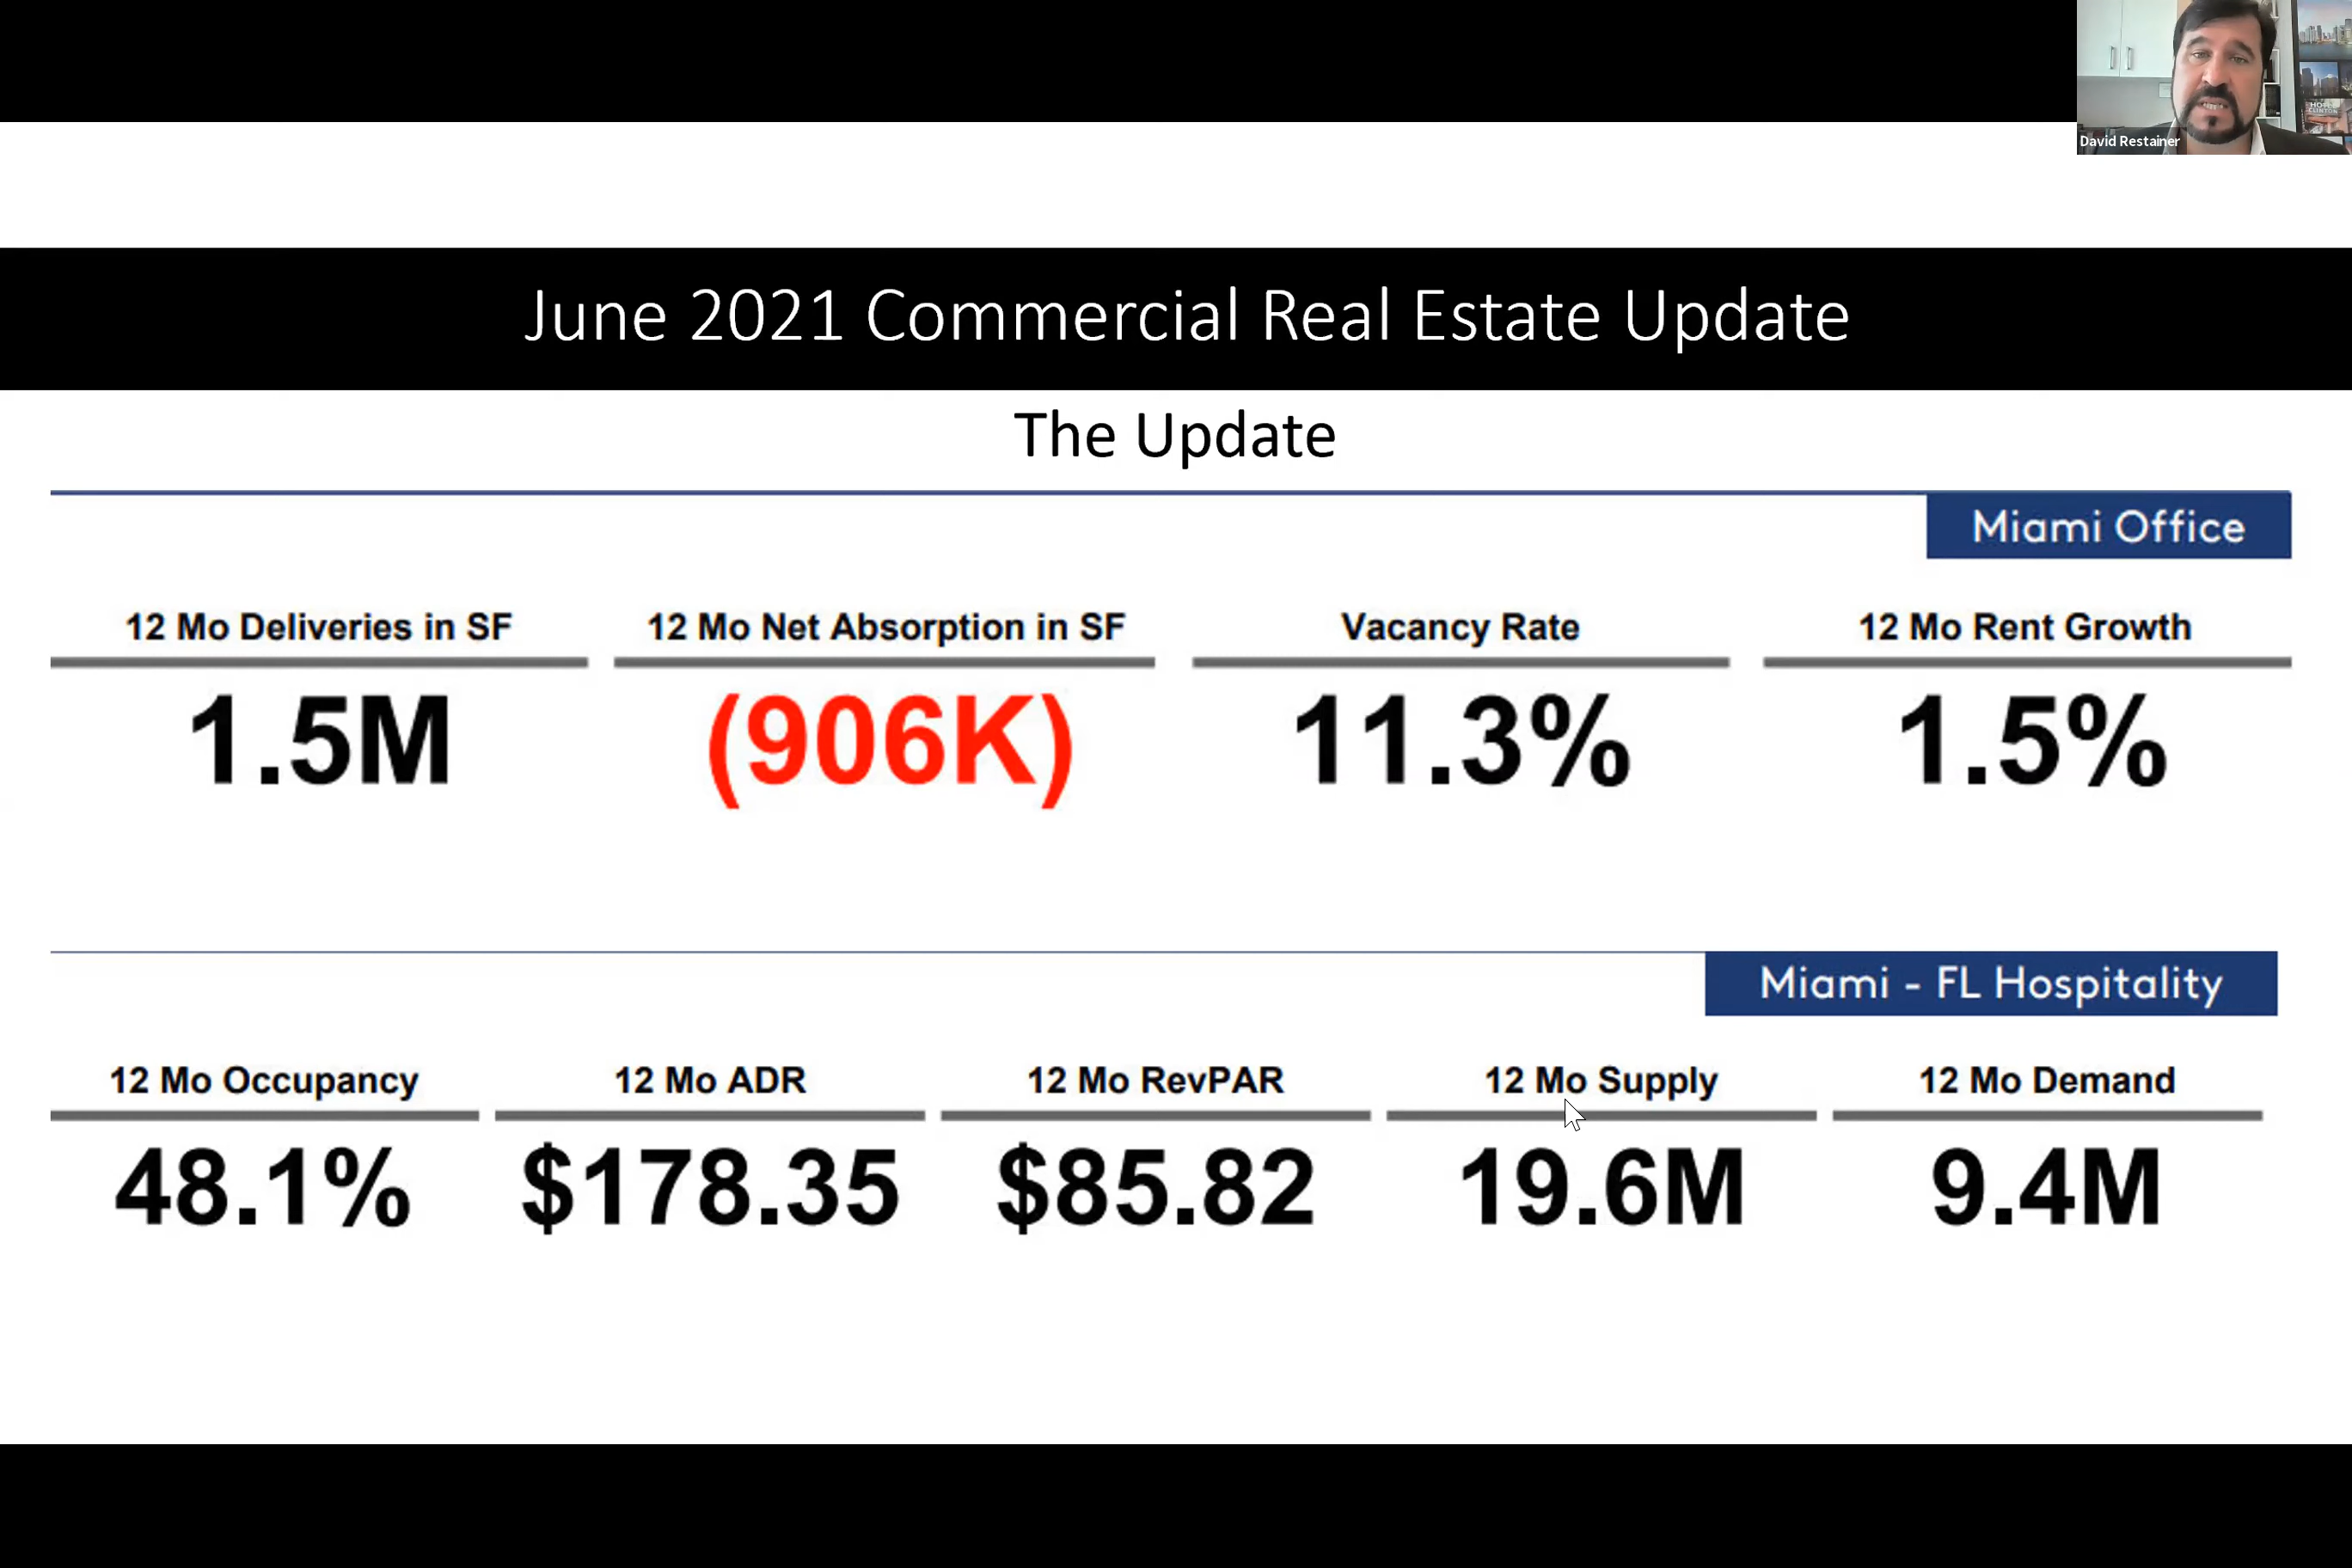 David Restainer
June 2021 Commercial Real Estate Update
The Update
Miami Office
12 Mo Deliveries in SF 12 Mo Net Absorption in SF Vacancy Rate 12 Mo Rent Growth
1.5M (906K) 11.3% 1.5%
Miami - FL Hospitality
12 Mo Occupancy 12 Mo ADR 12 Mo RevPAR 12 Mo Supply 12 Mo Demand
48.1% $178.35 $85.82 19.6M 9.4M